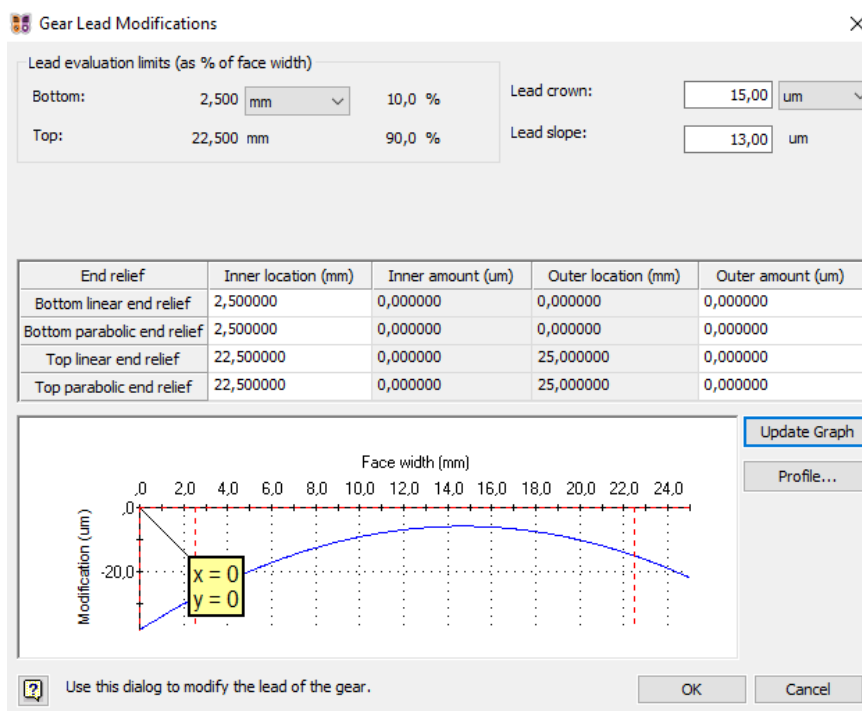 Gear Lead Modifications
Lead evaluation limits (as % of face width)
Bottom: 2,500 mm 10,0 %
Top: 22,500 mm 90,0 %
Lead crown: 15,00 um
Lead slope: 13,00 um
End relief Inner location (mm) Inner amount (um) Outer location (mm) Outer amount (um)
Bottom linear end relief 2,500000 0,000000 0,000000 0,000000
Bottom parabolic end relief 2,500000 0,000000 0,000000 0,000000
Top linear end relief 22,500000 0,000000 25,000000 0,000000
Top parabolic end relief 22,500000 0,000000 25,000000 0,000000
Update Graph
Profile...
Face width (mm)
,0 2,0 4,0 6,0 8,0 10,0 12,0 14,0 16,0 18,0 20,0 22,0 24,0
,0
-20,0
Modification (um)
x = 0
y = 0
Use this dialog to modify the lead of the gear.
OK
Cancel